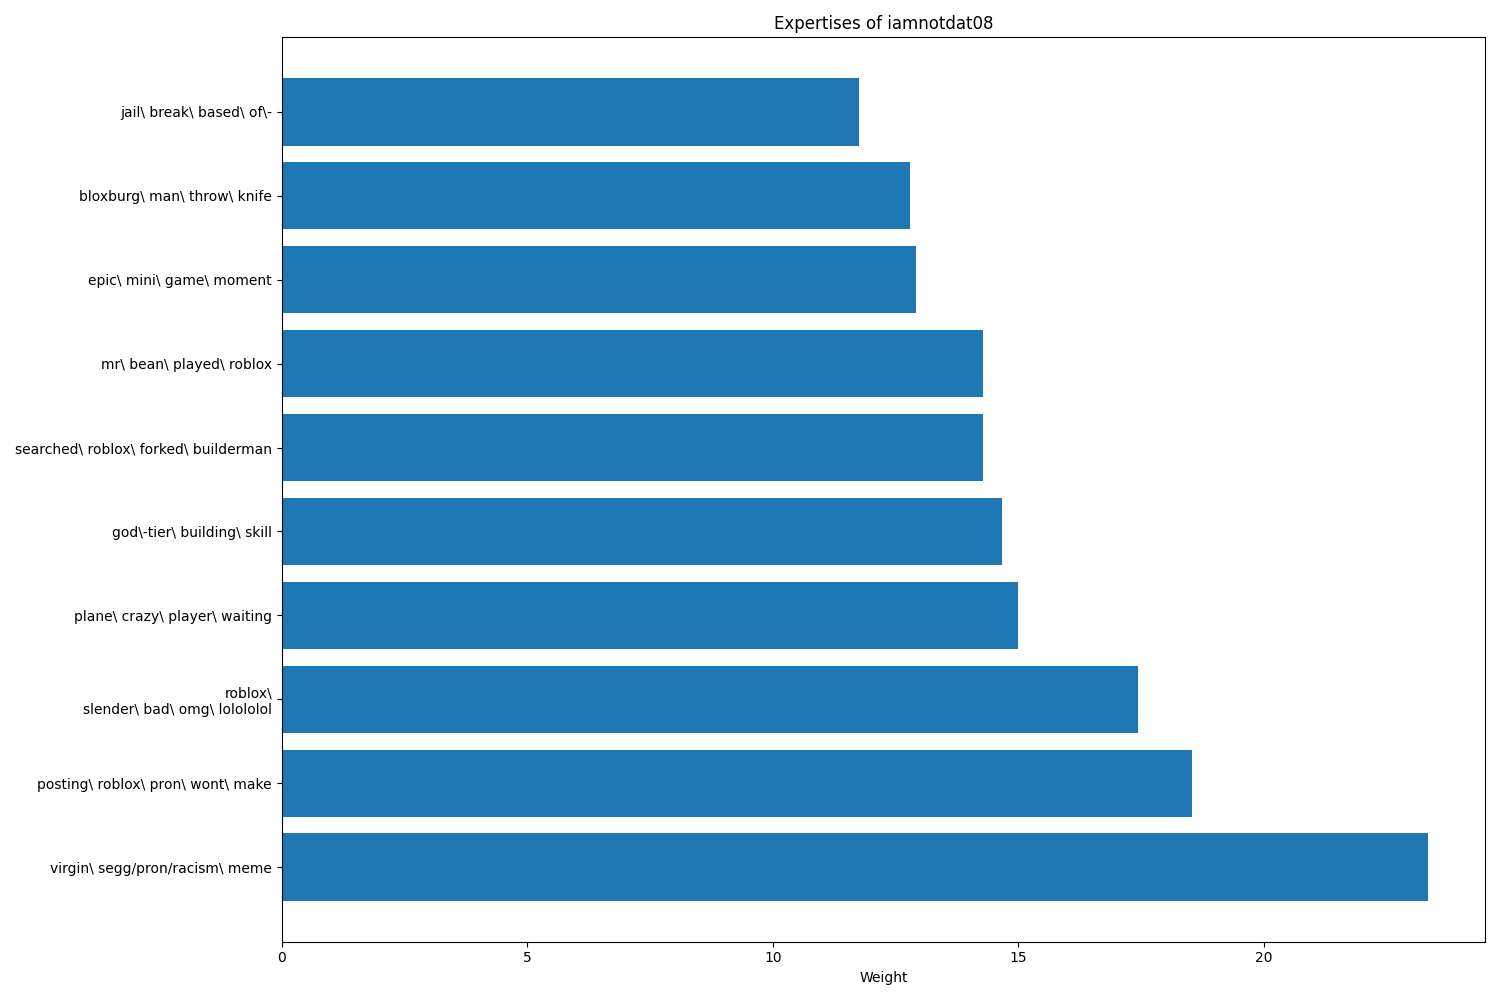 Expertises of iamnotdat08
jail\ break\ based\ of\-
bloxburg\ man\ throw\ knife
epic\ mini\ game\ moment
mr\ bean\ played\ roblox
searched\ roblox\ forked\ builderman
god\-tier\ building\ skill
plane\ crazy\ player\ waiting
roblox\
slender\ bad\ omg\ lolololol
posting\ roblox\ pron\ wont\ make
virgin\ segg/pron/racism\ meme
0 5 10 15 20
Weight